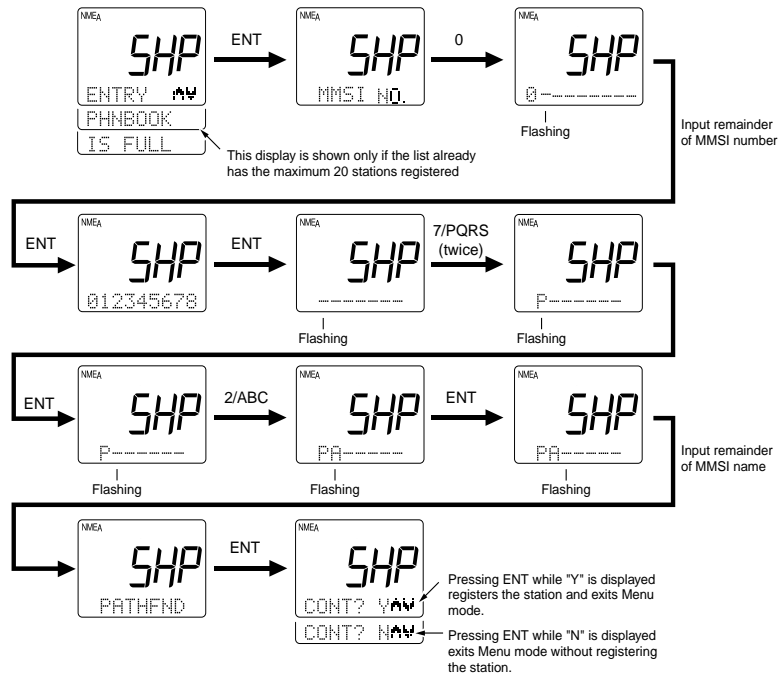 NMEA
SHP
ENTRY
PHNBOOK
IS FULL
ENT
NMEA
SHP
MMSI NO.
0
NMEA
SHP
0--------
Flashing
This display is shown only if the list already
has the maximum 20 stations registered
Input remainder
of MMSI number
ENT
NMEA
SHP
012345678
ENT
NMEA
SHP
-------
Flashing
7/PQRS
(twice)
NMEA
SHP
P------
Flashing
ENT
NMEA
SHP
P------
Flashing
2/ABC
NMEA
SHP
PA-----
Flashing
ENT
NMEA
SHP
PA-----
Flashing
Input remainder
of MMSI name
NMEA
SHP
PATHFND
ENT
NMEA
SHP
CONT? Y
CONT? N
Pressing ENT while "Y" is displayed
registers the station and exits Menu
mode.
Pressing ENT while "N" is displayed
exits Menu mode without registering
the station.